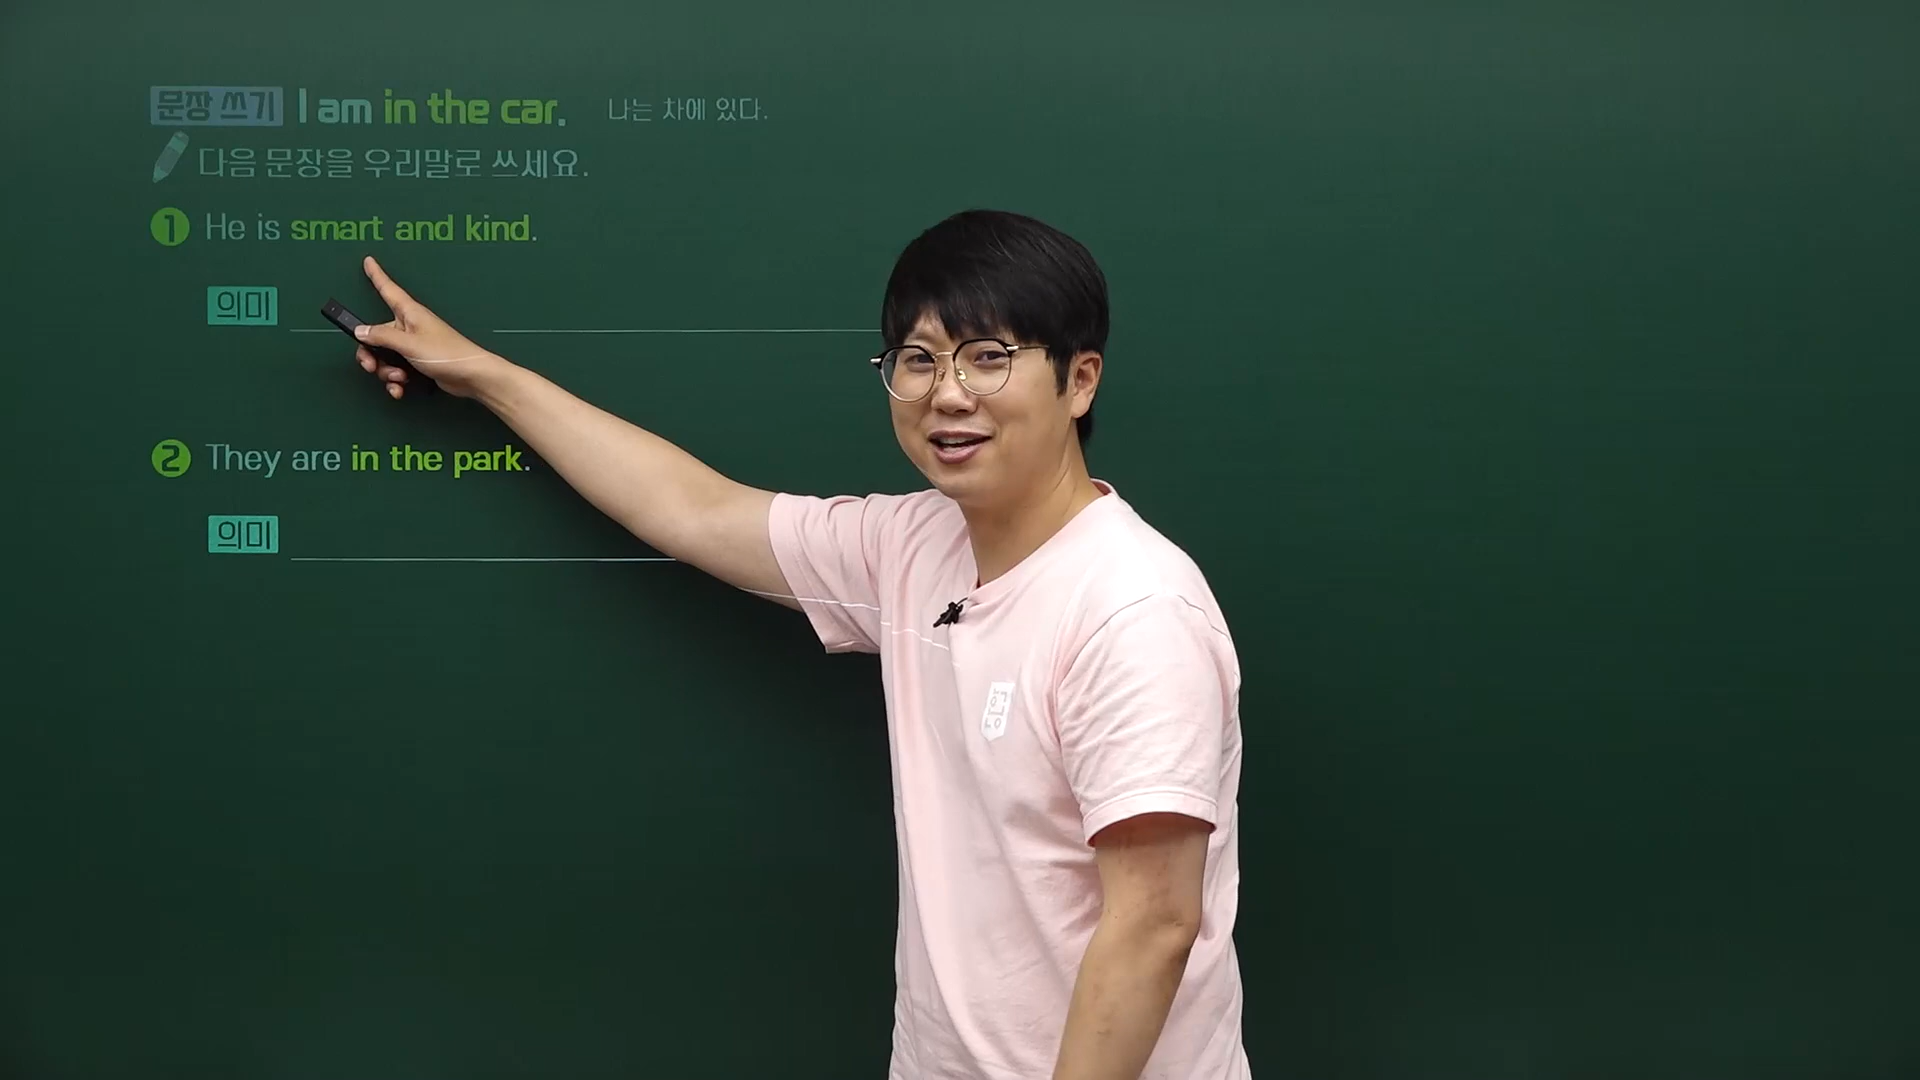 문장 쓰기 I am in the car. 나는 차에 있다.
다음 문장을 우리말로 쓰세요.
1 He is smart and kind.
의미
2 They are in the park.
의미